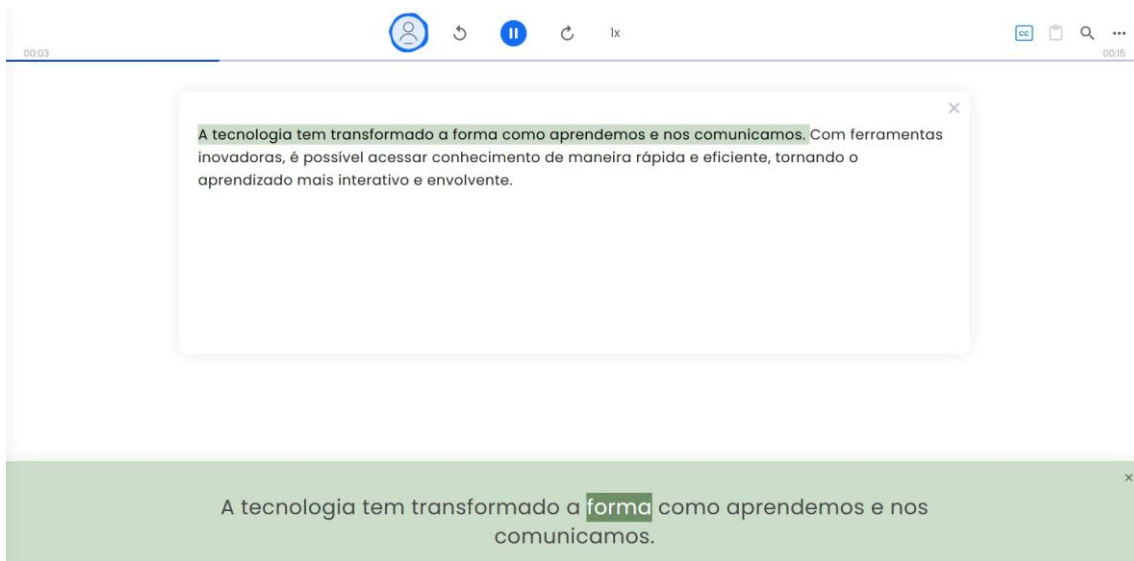 1x
cc
00:03
00:15
A tecnologia tem transformado a forma como aprendemos e nos comunicamos. Com ferramentas
inovadoras, é possível acessar conhecimento de maneira rápida e eficiente, tornando o
aprendizado mais interativo e envolvente.
A tecnologia tem transformado a forma como aprendemos e nos
comunicamos.